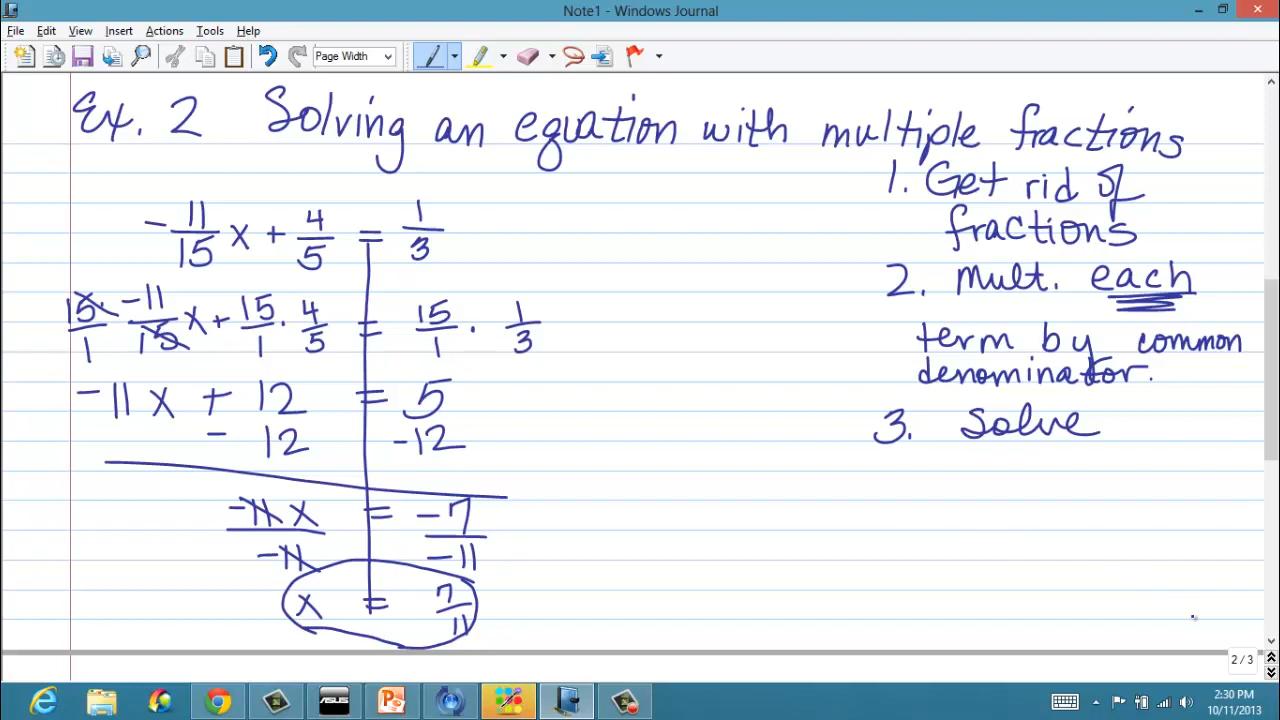 Note1 - Windows Journal
File Edit View Insert Actions Tools Help
Page Width
Ex. 2 Solving an equation with multiple fractions
1. Get rid of
fractions
2. mult. each
term by common
denominator.
3. Solve
-11/15 x + 4/5 = 1/3
15/1 · -11/15 x + 15/1 · 4/5 = 15/1 · 1/3
-11x + 12 = 5
- 12 -12
-11x/-11 = -7/-11
x = 7/11
2 / 3
ASUS
2:30 PM
10/11/2013